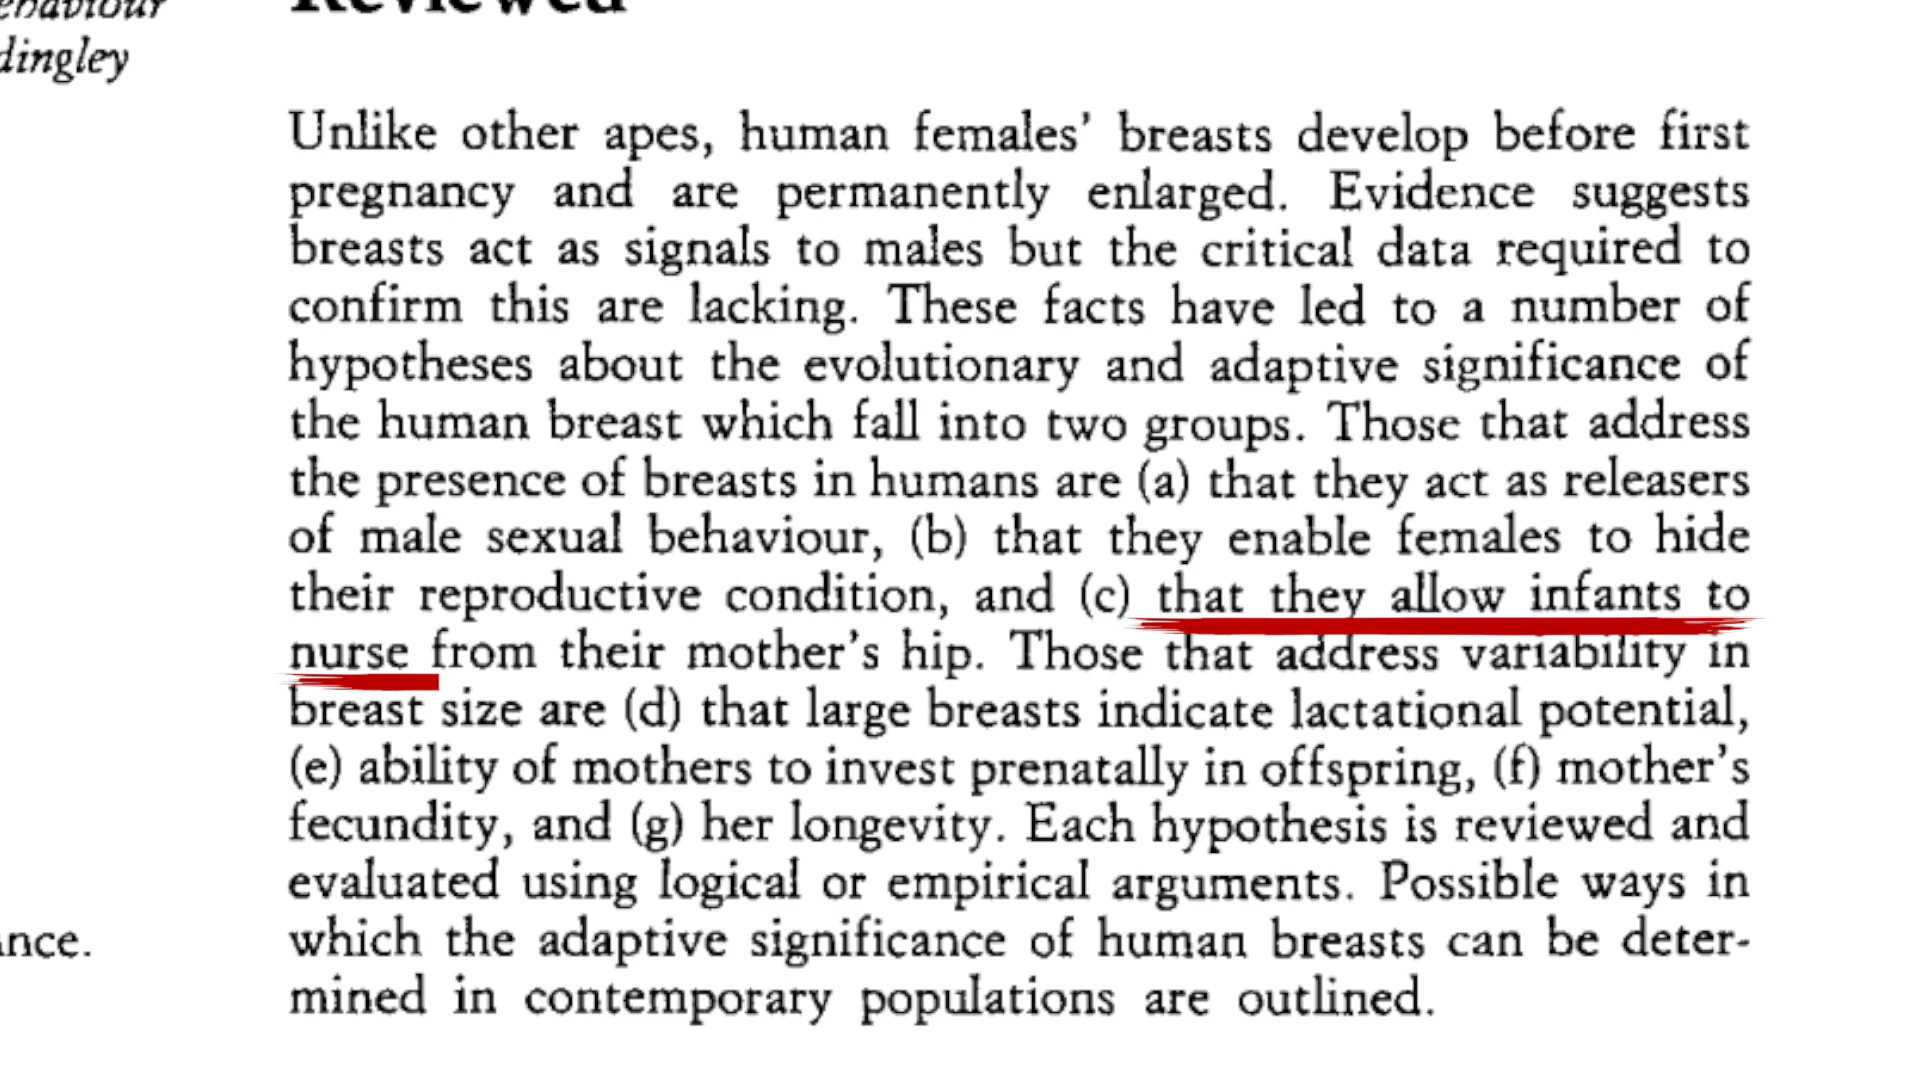 Reviewed
dingley
Unlike other apes, human females' breasts develop before first
pregnancy and are permanently enlarged. Evidence suggests
breasts act as signals to males but the critical data required to
confirm this are lacking. These facts have led to a number of
hypotheses about the evolutionary and adaptive significance of
the human breast which fall into two groups. Those that address
the presence of breasts in humans are (a) that they act as releasers
of male sexual behaviour, (b) that they enable females to hide
their reproductive condition, and (c) that they allow infants to
nurse from their mother's hip. Those that address variability in
breast size are (d) that large breasts indicate lactational potential,
(e) ability of mothers to invest prenatally in offspring, (f) mother's
fecundity, and (g) her longevity. Each hypothesis is reviewed and
evaluated using logical or empirical arguments. Possible ways in
ance.
which the adaptive significance of human breasts can be deter-
mined in contemporary populations are outlined.